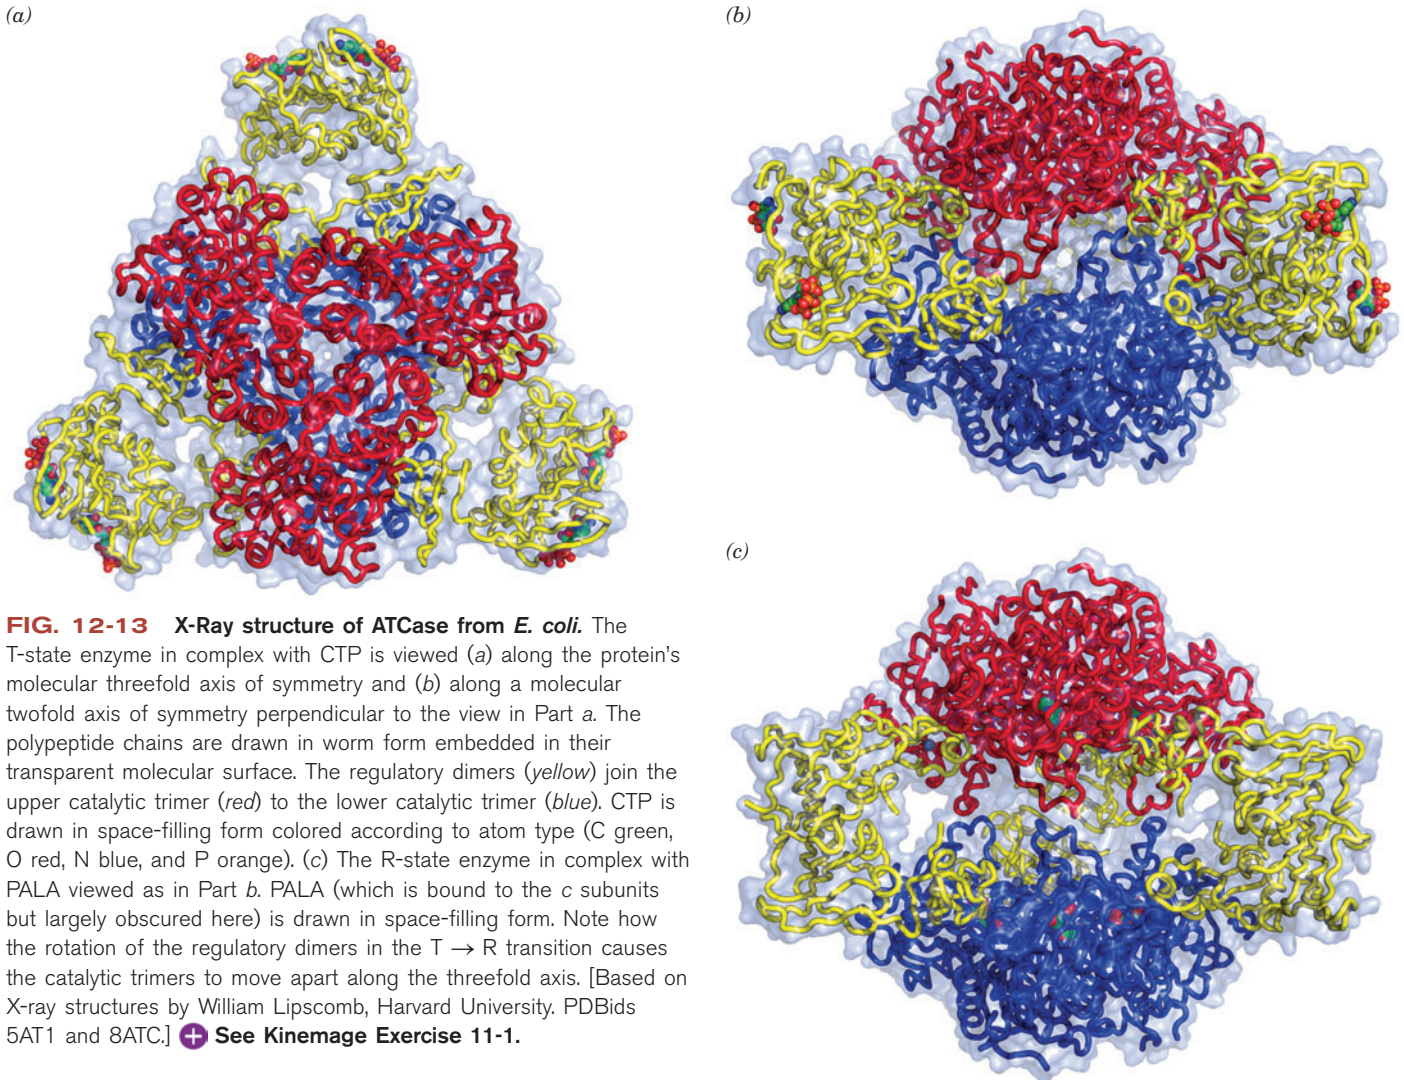 (a)
(b)
(c)
FIG. 12-13 X-Ray structure of ATCase from E. coli. The
T-state enzyme in complex with CTP is viewed (a) along the protein's
molecular threefold axis of symmetry and (b) along a molecular
twofold axis of symmetry perpendicular to the view in Part a. The
polypeptide chains are drawn in worm form embedded in their
transparent molecular surface. The regulatory dimers (yellow) join the
upper catalytic trimer (red) to the lower catalytic trimer (blue). CTP is
drawn in space-filling form colored according to atom type (C green,
O red, N blue, and P orange). (c) The R-state enzyme in complex with
PALA viewed as in Part b. PALA (which is bound to the c subunits
but largely obscured here) is drawn in space-filling form. Note how
the rotation of the regulatory dimers in the T → R transition causes
the catalytic trimers to move apart along the threefold axis. [Based on
X-ray structures by William Lipscomb, Harvard University. PDBids
5AT1 and 8ATC.] + See Kinemage Exercise 11-1.